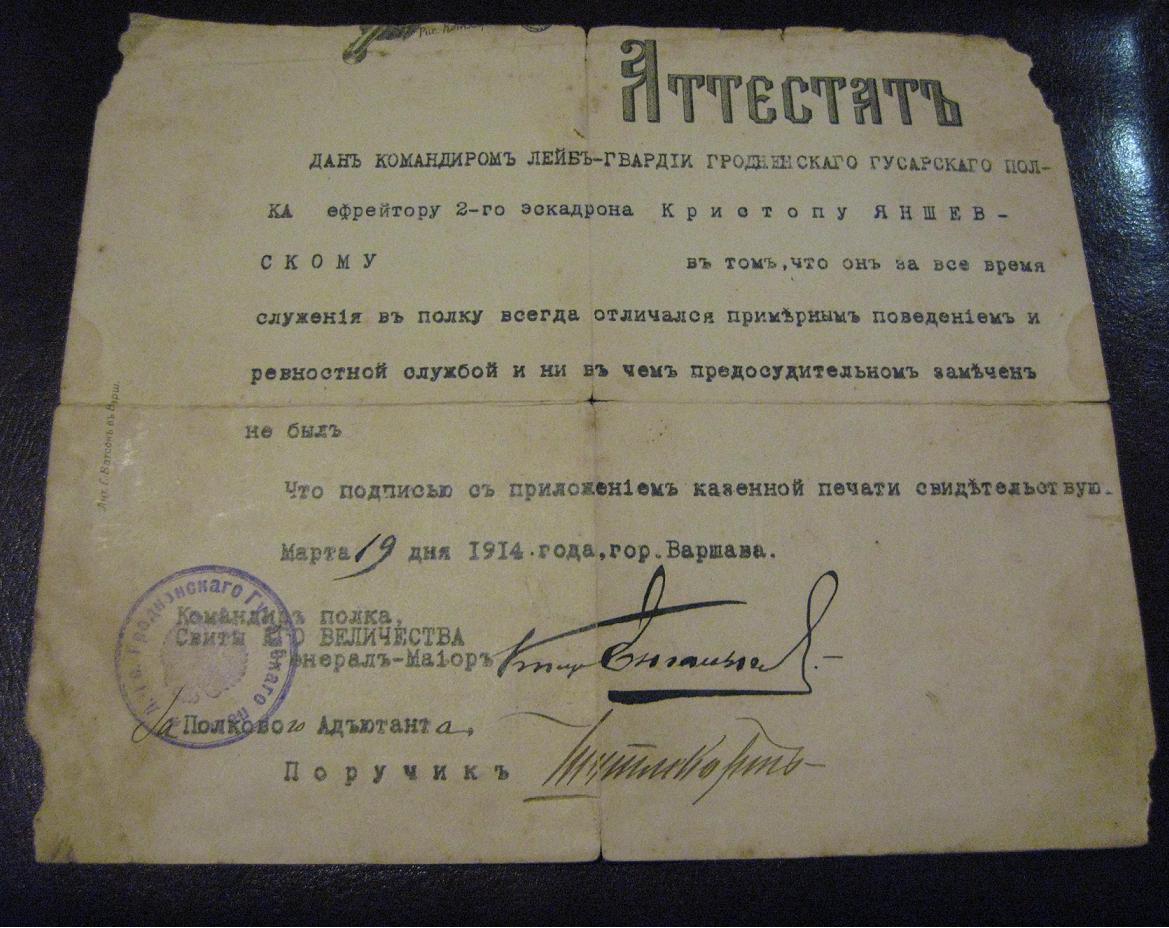 Аттестатъ
ДАНЪ КОМАНДИРОМЪ ЛЕЙБЪ-ГВАРДІИ ГРОДНЕНСКАГО ГУСАРСКАГО ПОЛ-
КА ефрейтору 2-го эскадрона Кристопу ЯНШЕВ-
СКОМУ въ томъ,что онъ за все время
служенія въ полку всегда отличался примѣрнымъ поведеніемъ и
ревностной службой и ни въ чемъ предосудительномъ замѣченъ
не былъ
Что подписью съ приложеніемъ казенной печати свидѣтельствую.
Марта 19 дня 1914 года,гор.Варшава.
Командиръ полка,
Свиты ЕГО ВЕЛИЧЕСТВА
Генералъ-Маіоръ
За Полкового Адъютанта,
Поручикъ
Гродненскаго
въ Варш.